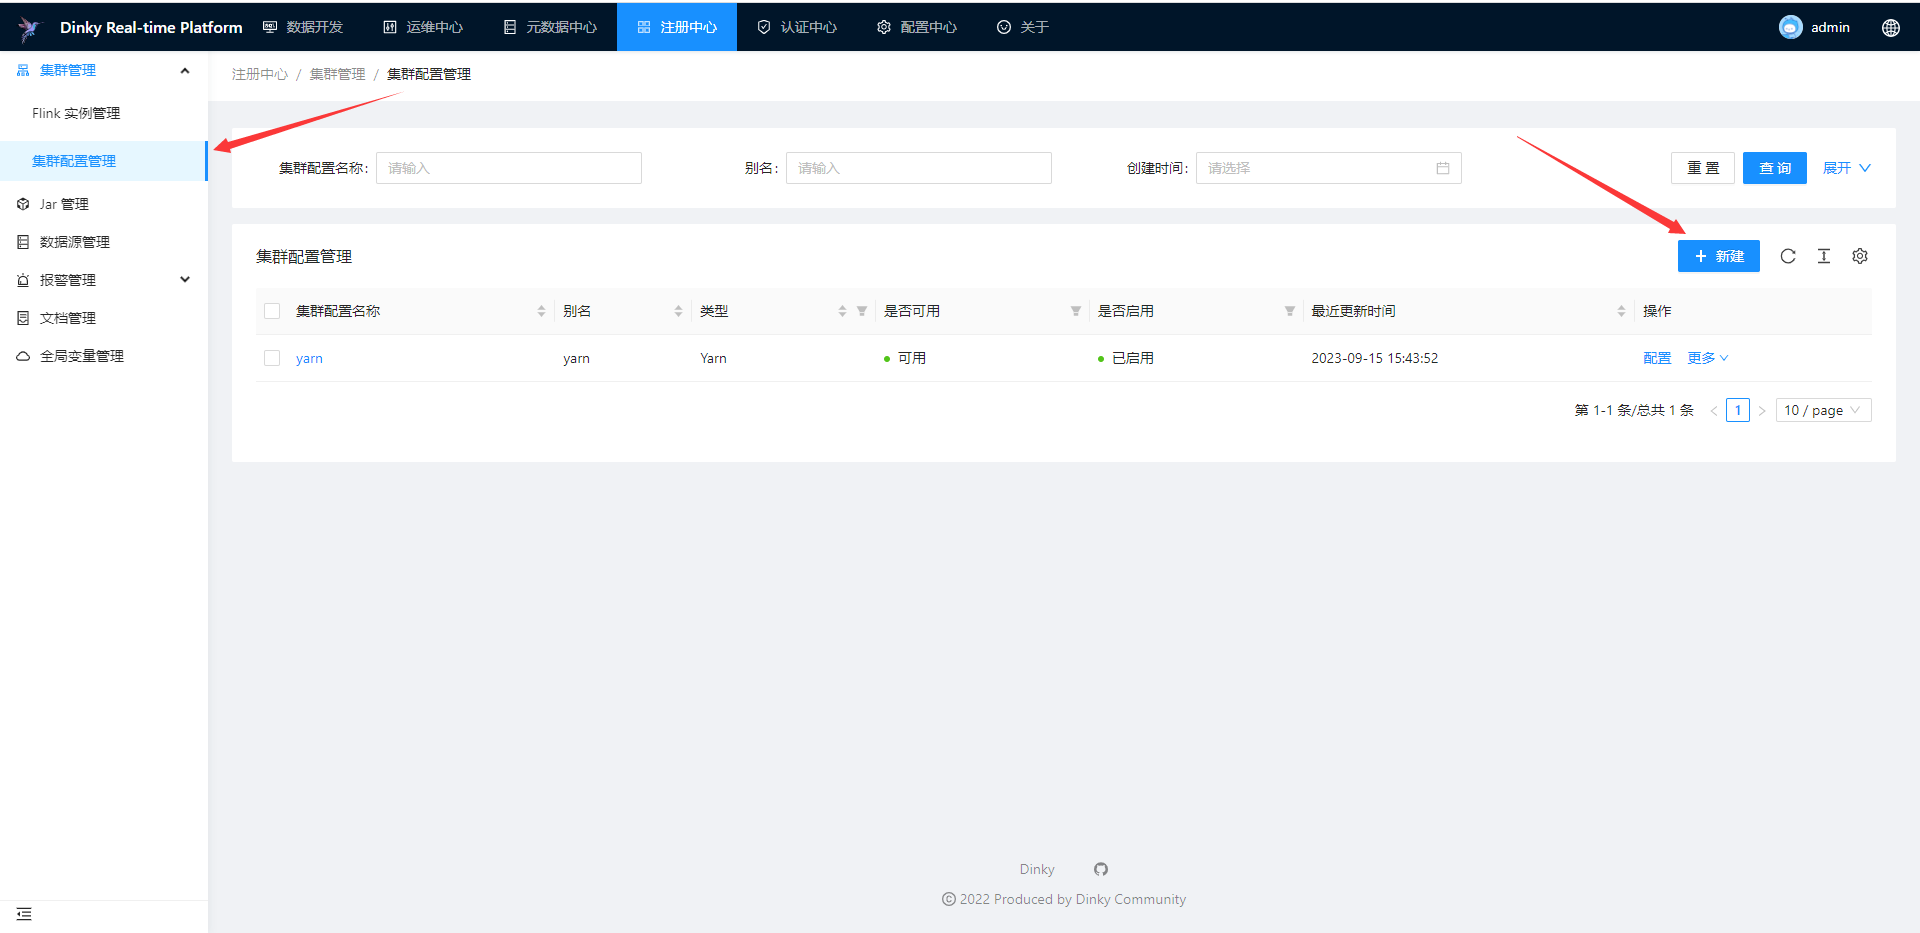 Dinky Real-time Platform 数据开发 运维中心 元数据中心 注册中心 认证中心 配置中心 关于 admin
集群管理
Flink 实例管理
集群配置管理
Jar 管理
数据源管理
报警管理
文档管理
全局变量管理
注册中心 / 集群管理 / 集群配置管理
集群配置名称: 请输入 别名: 请输入 创建时间: 请选择 重 置 查 询 展开
集群配置管理 + 新建
集群配置名称 别名 类型 是否可用 是否启用 最近更新时间 操作
yarn yarn Yarn 可用 已启用 2023-09-15 15:43:52 配置 更多
第 1-1 条/总共 1 条 < 1 > 10 / page
Dinky
© 2022 Produced by Dinky Community